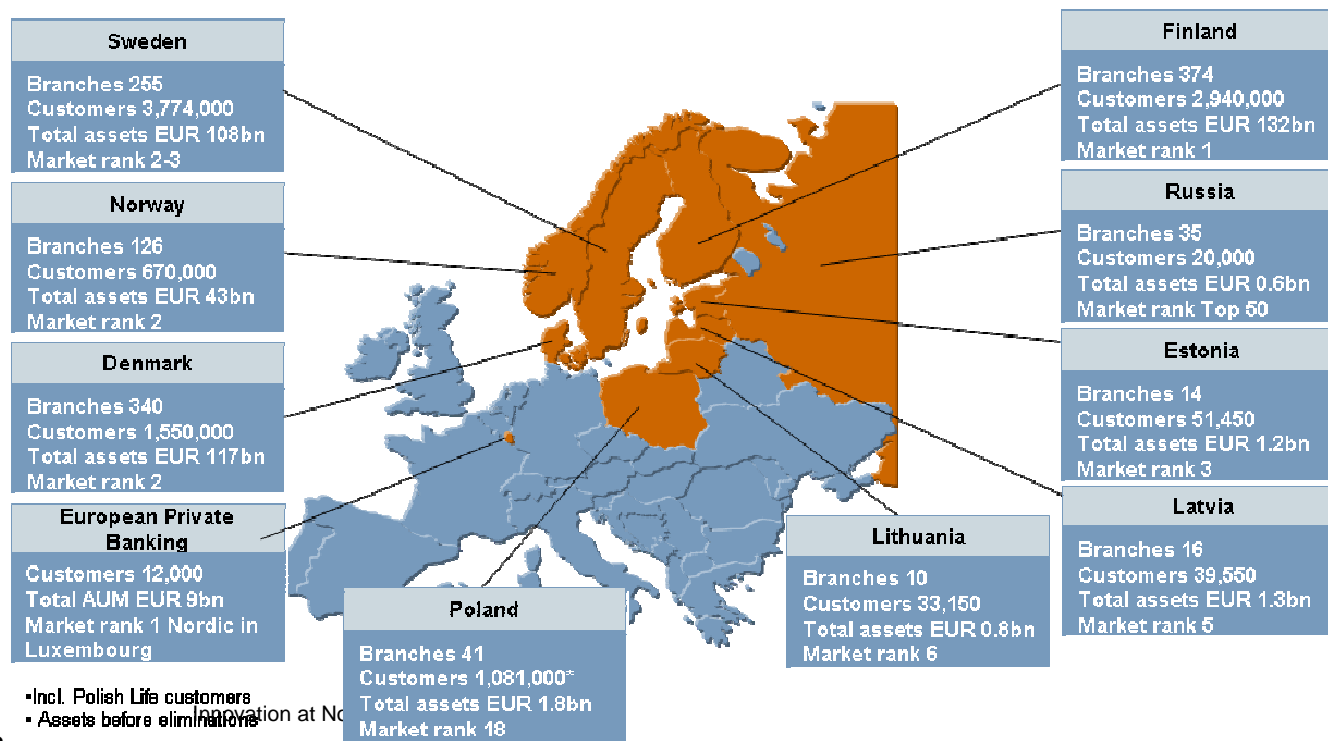 Sweden
Branches 255
Customers 3,774,000
Total assets EUR 108bn
Market rank 2-3
Norway
Branches 126
Customers 670,000
Total assets EUR 43bn
Market rank 2
Denmark
Branches 340
Customers 1,550,000
Total assets EUR 117bn
Market rank 2
European Private
Banking
Customers 12,000
Total AUM EUR 9bn
Market rank 1 Nordic in
Luxembourg
Finland
Branches 374
Customers 2,940,000
Total assets EUR 132bn
Market rank 1
Russia
Branches 35
Customers 20,000
Total assets EUR 0.6bn
Market rank Top 50
Estonia
Branches 14
Customers 51,450
Total assets EUR 1.2bn
Market rank 3
Latvia
Branches 16
Customers 39,550
Total assets EUR 1.3bn
Market rank 5
Lithuania
Branches 10
Customers 33,150
Total assets EUR 0.8bn
Market rank 6
Poland
Branches 41
Customers 1,081,000*
Total assets EUR 1.8bn
Market rank 18
•Incl. Polish Life customers
• Assets before eliminations
Innovation at No